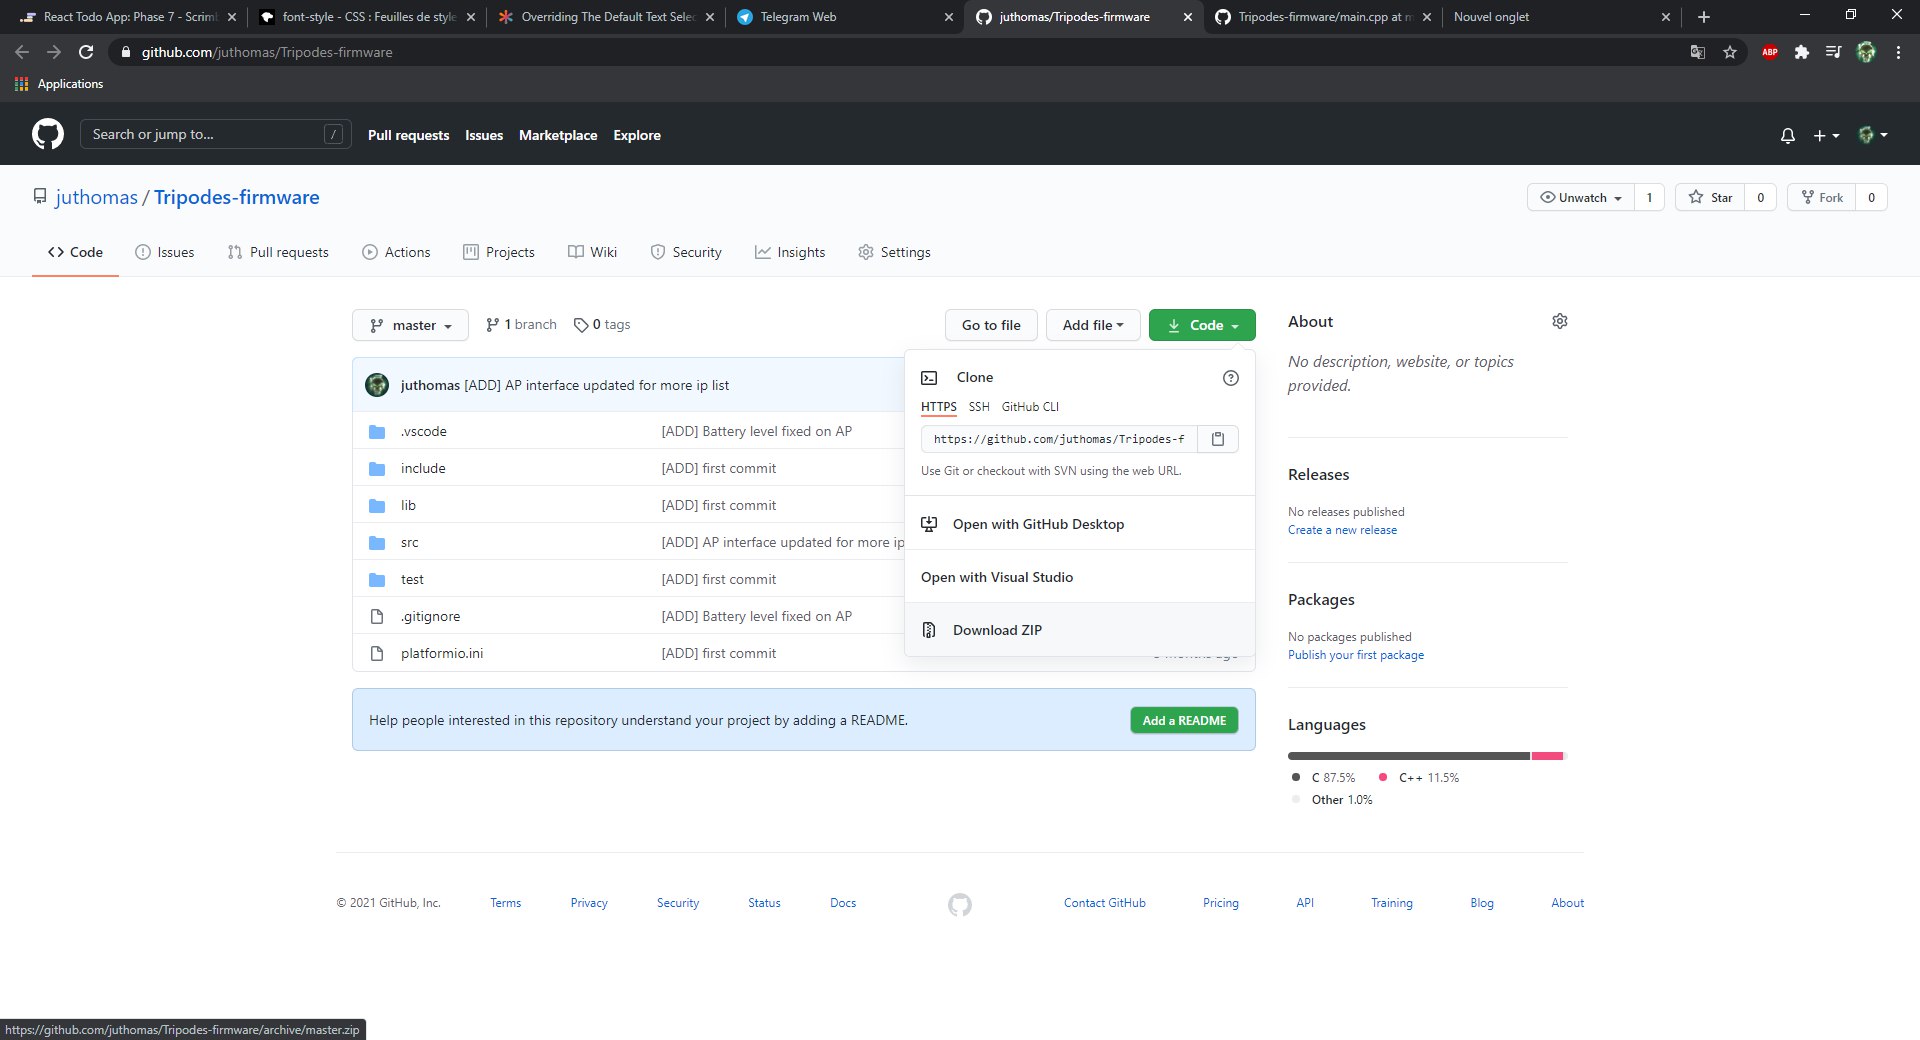 React Todo App: Phase 7 - Scrim
font-style - CSS : Feuilles de style
Overriding The Default Text Selec
Telegram Web
juthomas/Tripodes-firmware
Tripodes-firmware/main.cpp at m
Nouvel onglet
github.com/juthomas/Tripodes-firmware
ABP
Applications
Search or jump to...
/
Pull requests
Issues
Marketplace
Explore
juthomas / Tripodes-firmware
Unwatch 1
Star 0
Fork 0
Code
Issues
Pull requests
Actions
Projects
Wiki
Security
Insights
Settings
master
1 branch
0 tags
Go to file
Add file
Code
juthomas [ADD] AP interface updated for more ip list
.vscode [ADD] Battery level fixed on AP
include [ADD] first commit
lib [ADD] first commit
src [ADD] AP interface updated for more ip
test [ADD] first commit
.gitignore [ADD] Battery level fixed on AP
platformio.ini [ADD] first commit
Clone
HTTPS SSH GitHub CLI
https://github.com/juthomas/Tripodes-f
Use Git or checkout with SVN using the web URL.
Open with GitHub Desktop
Open with Visual Studio
Download ZIP
Help people interested in this repository understand your project by adding a README.
Add a README
About
No description, website, or topics
provided.
Releases
No releases published
Create a new release
Packages
No packages published
Publish your first package
Languages
C 87.5%
C++ 11.5%
Other 1.0%
© 2021 GitHub, Inc.
Terms
Privacy
Security
Status
Docs
Contact GitHub
Pricing
API
Training
Blog
About
https://github.com/juthomas/Tripodes-firmware/archive/master.zip